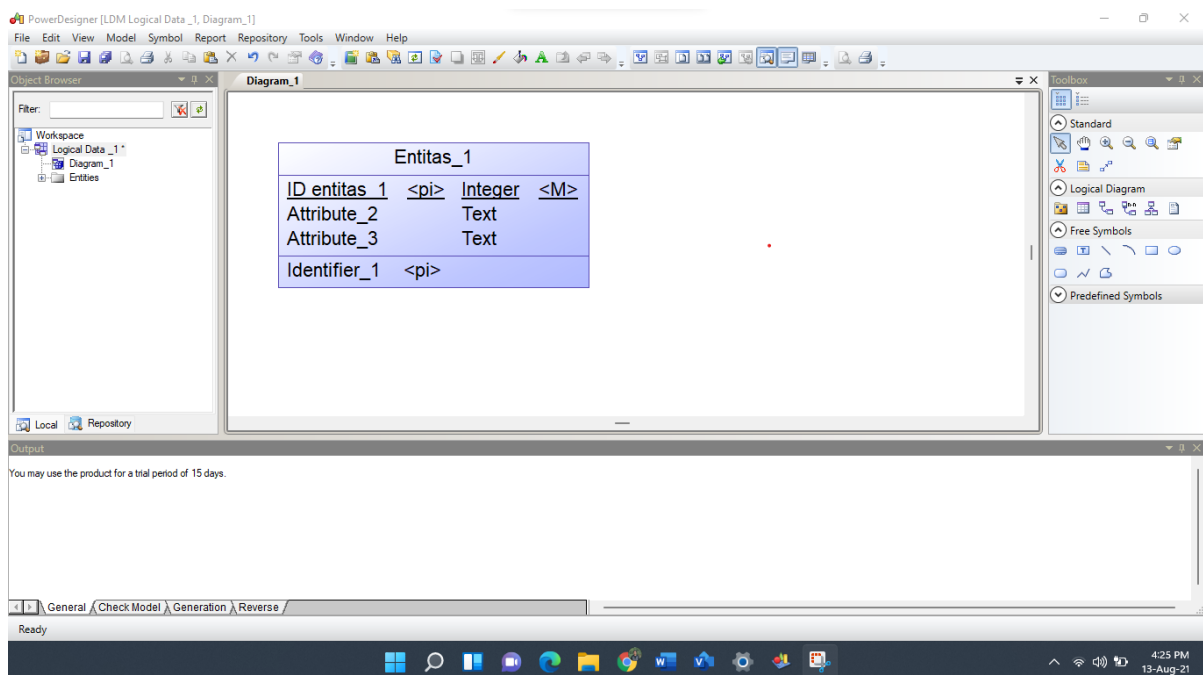 PowerDesigner [LDM Logical Data _1, Diagram_1]
File Edit View Model Symbol Report Repository Tools Window Help
Object Browser
Diagram_1
Toolbox
Filter:
Workspace
Logical Data _1 *
Diagram_1
Entities
Entitas_1
ID entitas_1 <pi> Integer <M>
Attribute_2 Text
Attribute_3 Text
Identifier_1 <pi>
Standard
Logical Diagram
Free Symbols
Predefined Symbols
Local Repository
Output
You may use the product for a trial period of 15 days.
General Check Model Generation Reverse
Ready
4:25 PM
13-Aug-21